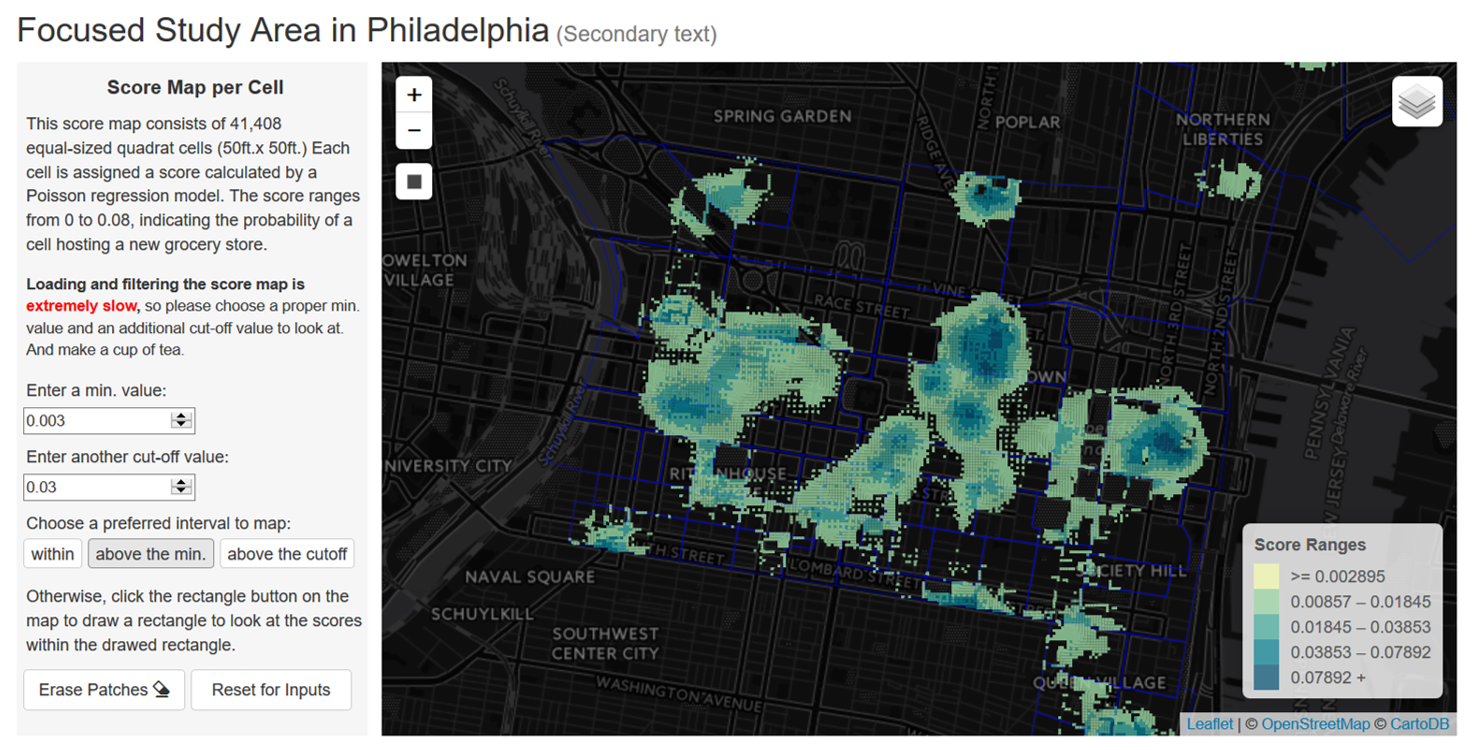 Focused Study Area in Philadelphia (Secondary text)
Score Map per Cell
This score map consists of 41,408
equal-sized quadrat cells (50ft.x 50ft.) Each
cell is assigned a score calculated by a
Poisson regression model. The score ranges
from 0 to 0.08, indicating the probability of a
cell hosting a new grocery store.
Loading and filtering the score map is
extremely slow, so please choose a proper min.
value and an additional cut-off value to look at.
And make a cup of tea.
Enter a min. value:
0.003
Enter another cut-off value:
0.03
Choose a preferred interval to map:
within
above the min.
above the cutoff
Otherwise, click the rectangle button on the
map to draw a rectangle to look at the scores
within the drawed rectangle.
Erase Patches
Reset for Inputs
+
−
Schuylkill River
SPRING GARDEN
RIDGE AVE
NORTH 1
POPLAR
NORTHERN
LIBERTIES
OWELTON
VILLAGE
RACE STREET
VINE
NORTH 3RD STREET
NORTH 2ND STREET
OWN
PENNSYLVANIA
Delaware River
NEW JERSEY
Schuylkill River
NIVERSITY CITY
RIT NHOUSE
TH STREET
LOMBARD STREET
NAVAL SQUARE
SCHUYLKILL
SOUTHWEST
CENTER CITY
CIETY HILL
WASHINGTON AVENUE
VILLAGE
Score Ranges
>= 0.002895
0.00857 – 0.01845
0.01845 – 0.03853
0.03853 – 0.07892
0.07892 +
Leaflet | © OpenStreetMap © CartoDB